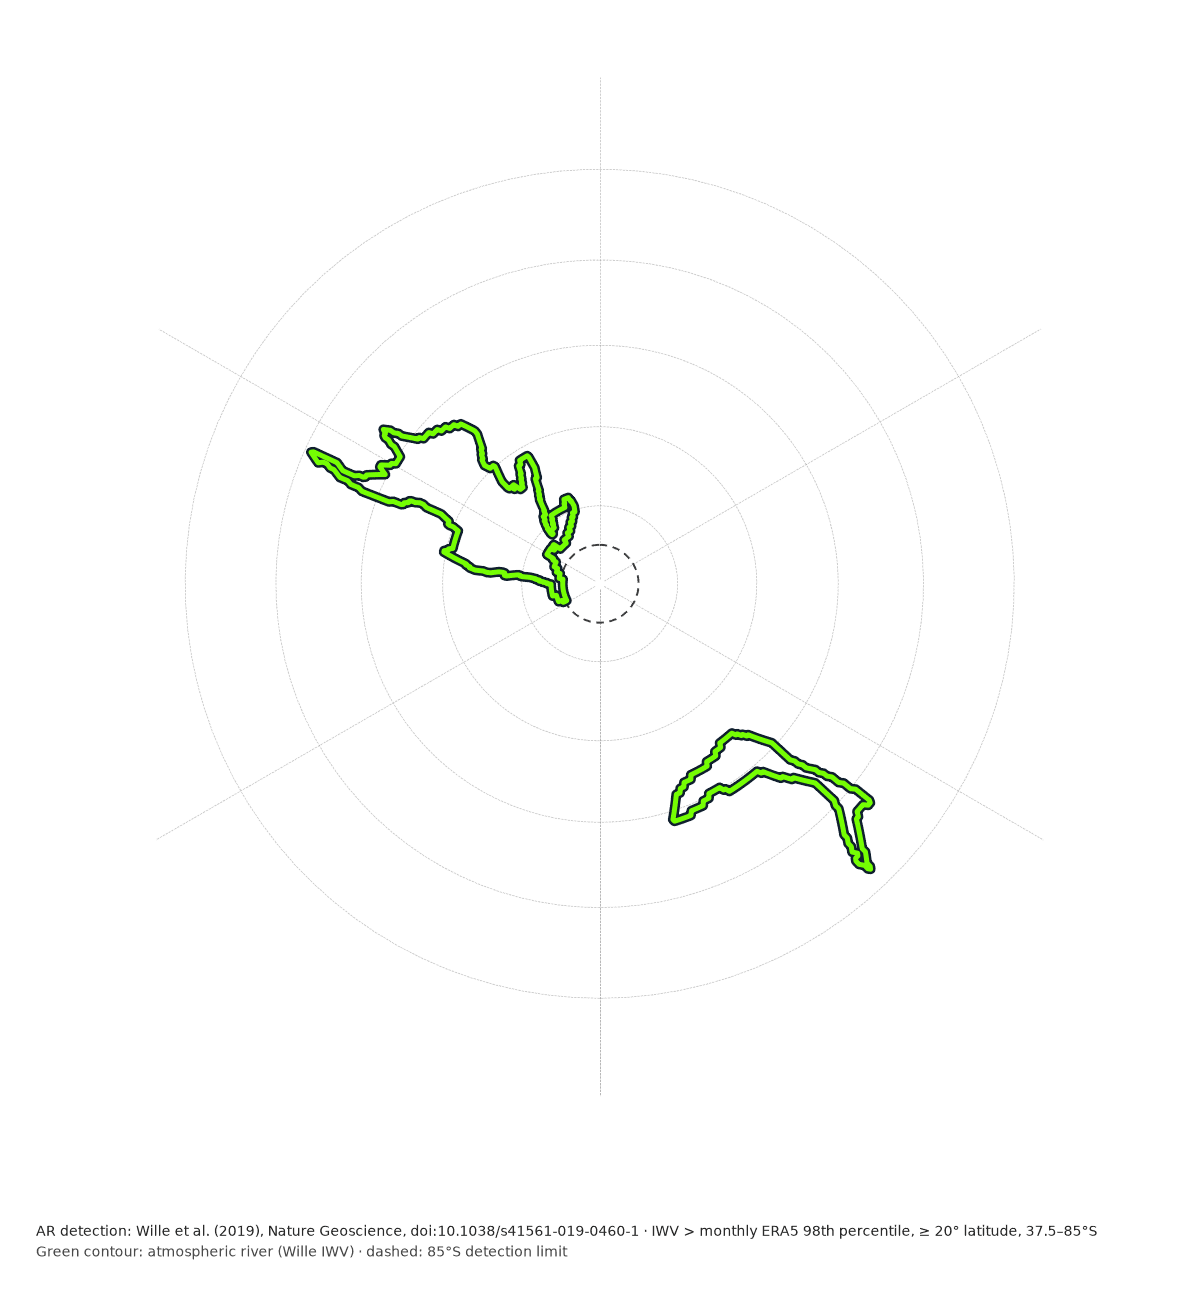 AR detection: Wille et al. (2019), Nature Geoscience, doi:10.1038/s41561-019-0460-1 · IWV > monthly ERA5 98th percentile, ≥ 20° latitude, 37.5–85°S
Green contour: atmospheric river (Wille IWV) · dashed: 85°S detection limit